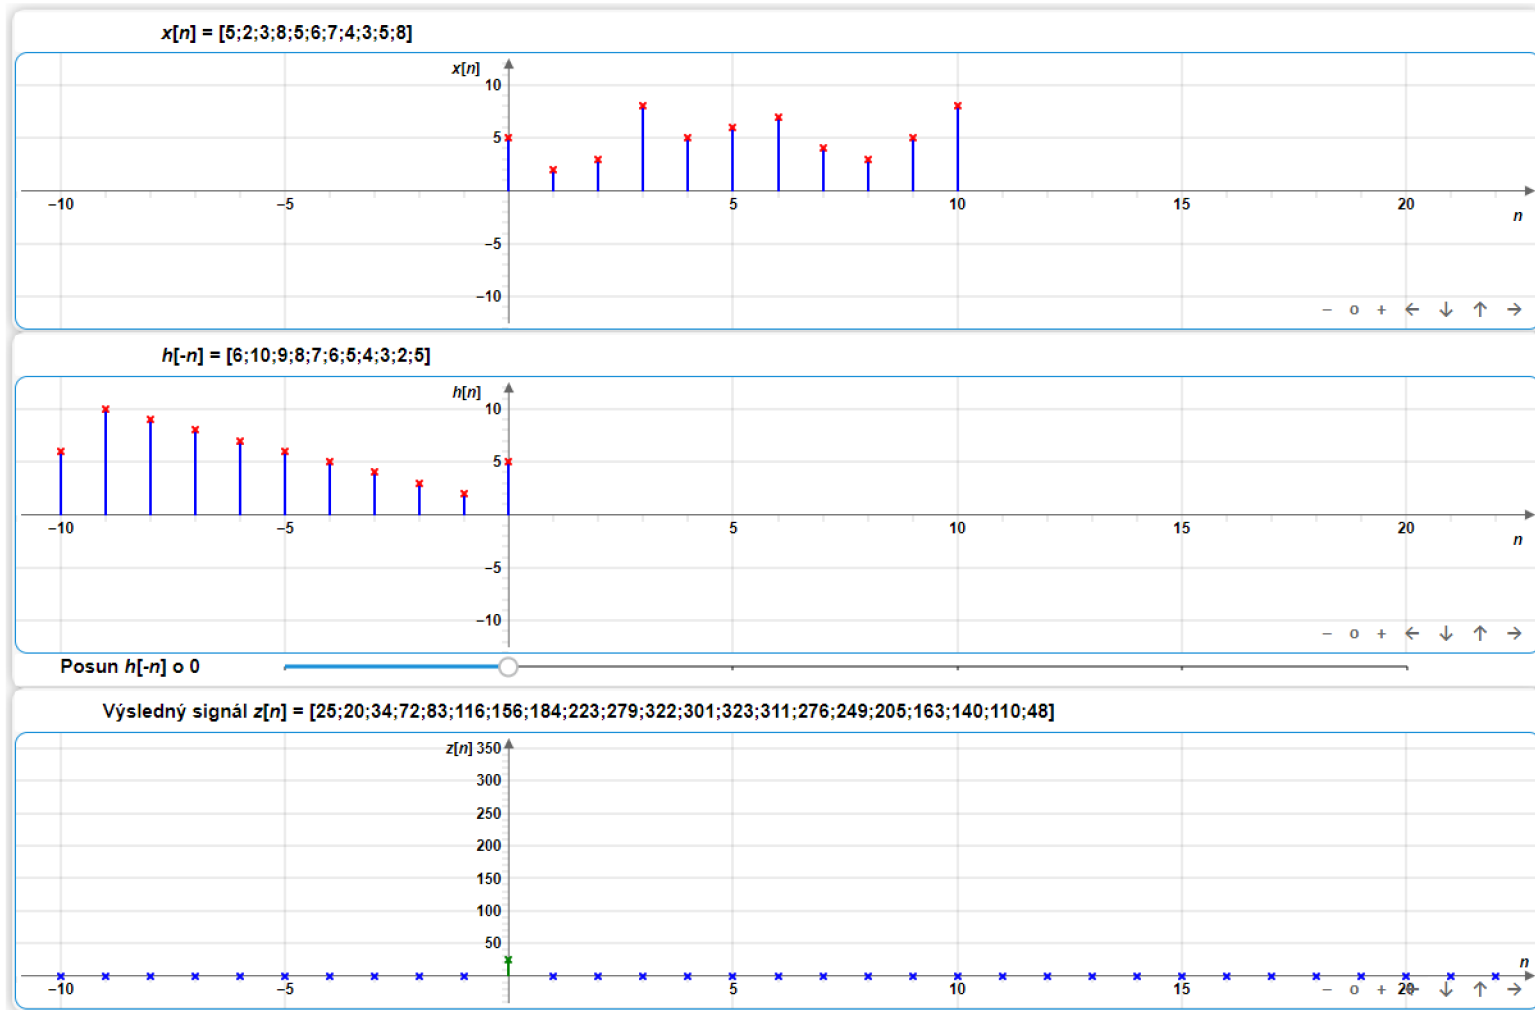 x[n] = [5;2;3;8;5;6;7;4;3;5;8]
x[n]
10
5
−10 −5 5 10 15 20
n
−5
−10
− o + ← ↓ ↑ →
h[-n] = [6;10;9;8;7;6;5;4;3;2;5]
h[n]
10
5
−10 −5 5 10 15 20
n
−5
−10
− o + ← ↓ ↑ →
Posun h[-n] o 0
Výsledný signál z[n] = [25;20;34;72;83;116;156;184;223;279;322;301;323;311;276;249;205;163;140;110;48]
z[n] 350
300
250
200
150
100
50
n
−10 −5 5 10 15 20
− o + ← ↓ ↑ →